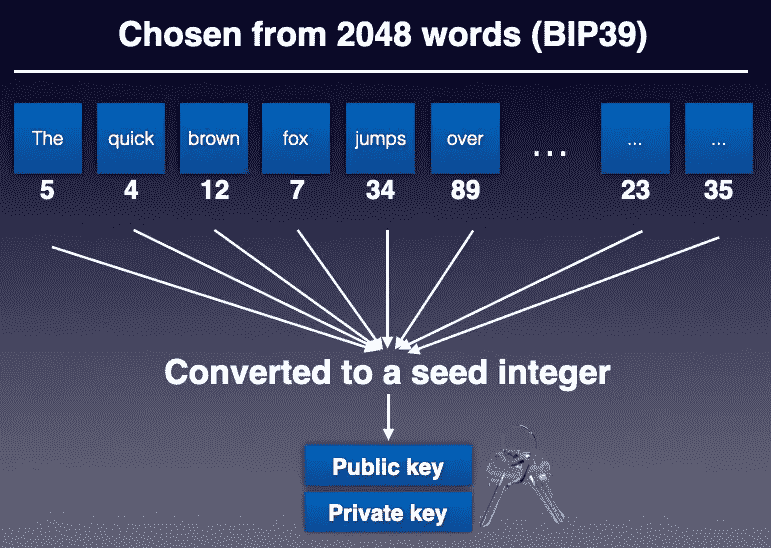 Chosen from 2048 words (BIP39)
The quick brown fox jumps over ... ... ...
5 4 12 7 34 89 23 35
Converted to a seed integer
Public key
Private key